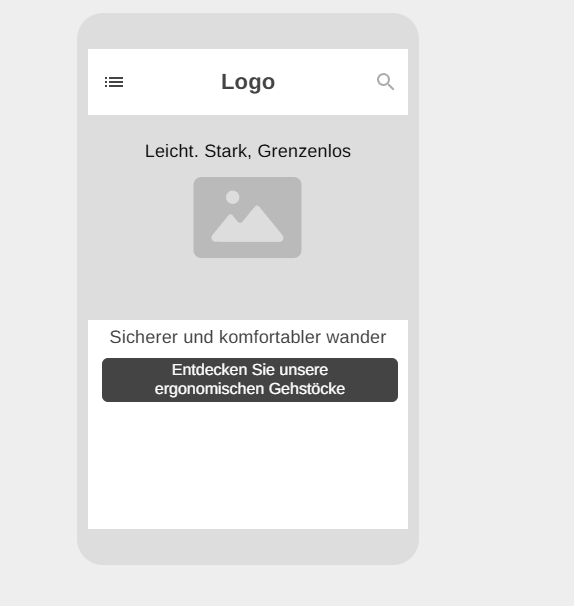 Logo
Leicht. Stark, Grenzenlos
Sicherer und komfortabler wander
Entdecken Sie unsere
ergonomischen Gehstöcke